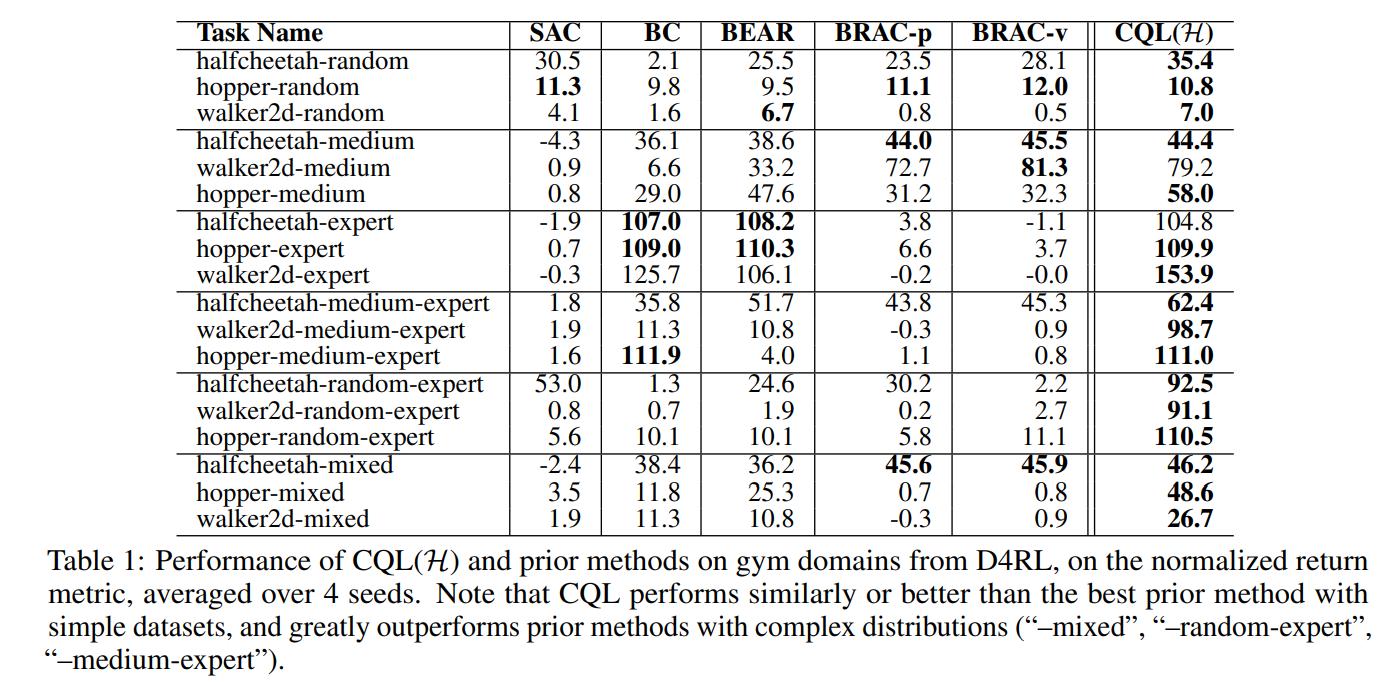 Task Name SAC BC BEAR BRAC-p BRAC-v CQL(ℋ)
halfcheetah-random 30.5 2.1 25.5 23.5 28.1 35.4
hopper-random 11.3 9.8 9.5 11.1 12.0 10.8
walker2d-random 4.1 1.6 6.7 0.8 0.5 7.0
halfcheetah-medium -4.3 36.1 38.6 44.0 45.5 44.4
walker2d-medium 0.9 6.6 33.2 72.7 81.3 79.2
hopper-medium 0.8 29.0 47.6 31.2 32.3 58.0
halfcheetah-expert -1.9 107.0 108.2 3.8 -1.1 104.8
hopper-expert 0.7 109.0 110.3 6.6 3.7 109.9
walker2d-expert -0.3 125.7 106.1 -0.2 -0.0 153.9
halfcheetah-medium-expert 1.8 35.8 51.7 43.8 45.3 62.4
walker2d-medium-expert 1.9 11.3 10.8 -0.3 0.9 98.7
hopper-medium-expert 1.6 111.9 4.0 1.1 0.8 111.0
halfcheetah-random-expert 53.0 1.3 24.6 30.2 2.2 92.5
walker2d-random-expert 0.8 0.7 1.9 0.2 2.7 91.1
hopper-random-expert 5.6 10.1 10.1 5.8 11.1 110.5
halfcheetah-mixed -2.4 38.4 36.2 45.6 45.9 46.2
hopper-mixed 3.5 11.8 25.3 0.7 0.8 48.6
walker2d-mixed 1.9 11.3 10.8 -0.3 0.9 26.7
Table 1: Performance of CQL(ℋ) and prior methods on gym domains from D4RL, on the normalized return
metric, averaged over 4 seeds. Note that CQL performs similarly or better than the best prior method with
simple datasets, and greatly outperforms prior methods with complex distributions (“–mixed”, “–random-expert”,
“–medium-expert”).